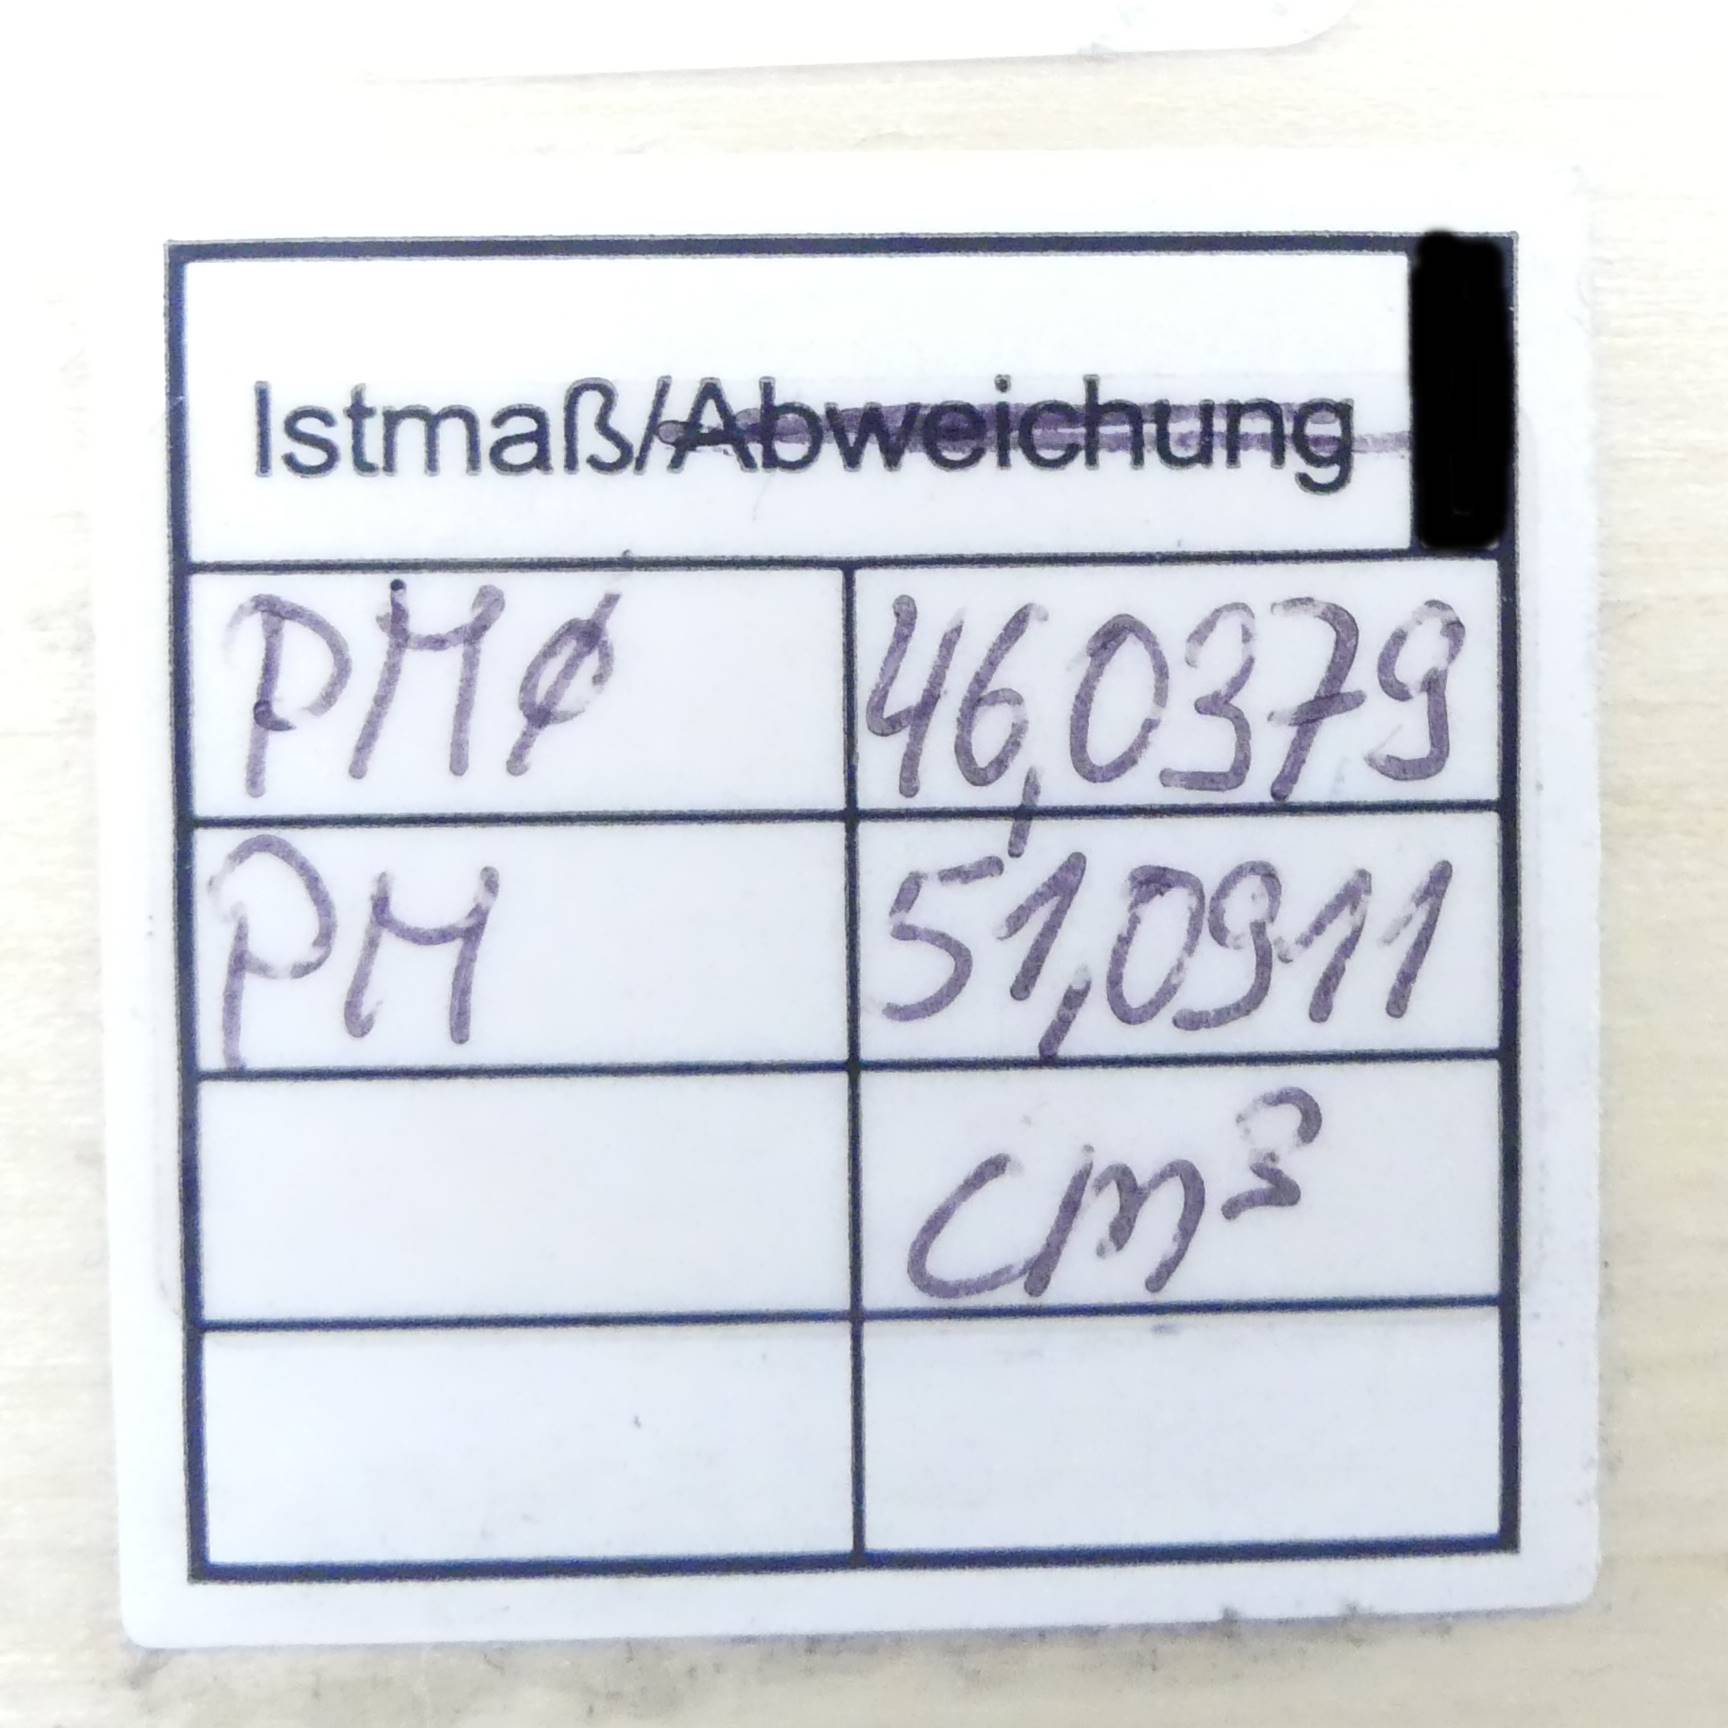 Istmaß/Abweichung
PMø 46,0379
PM 51,0911
cm³